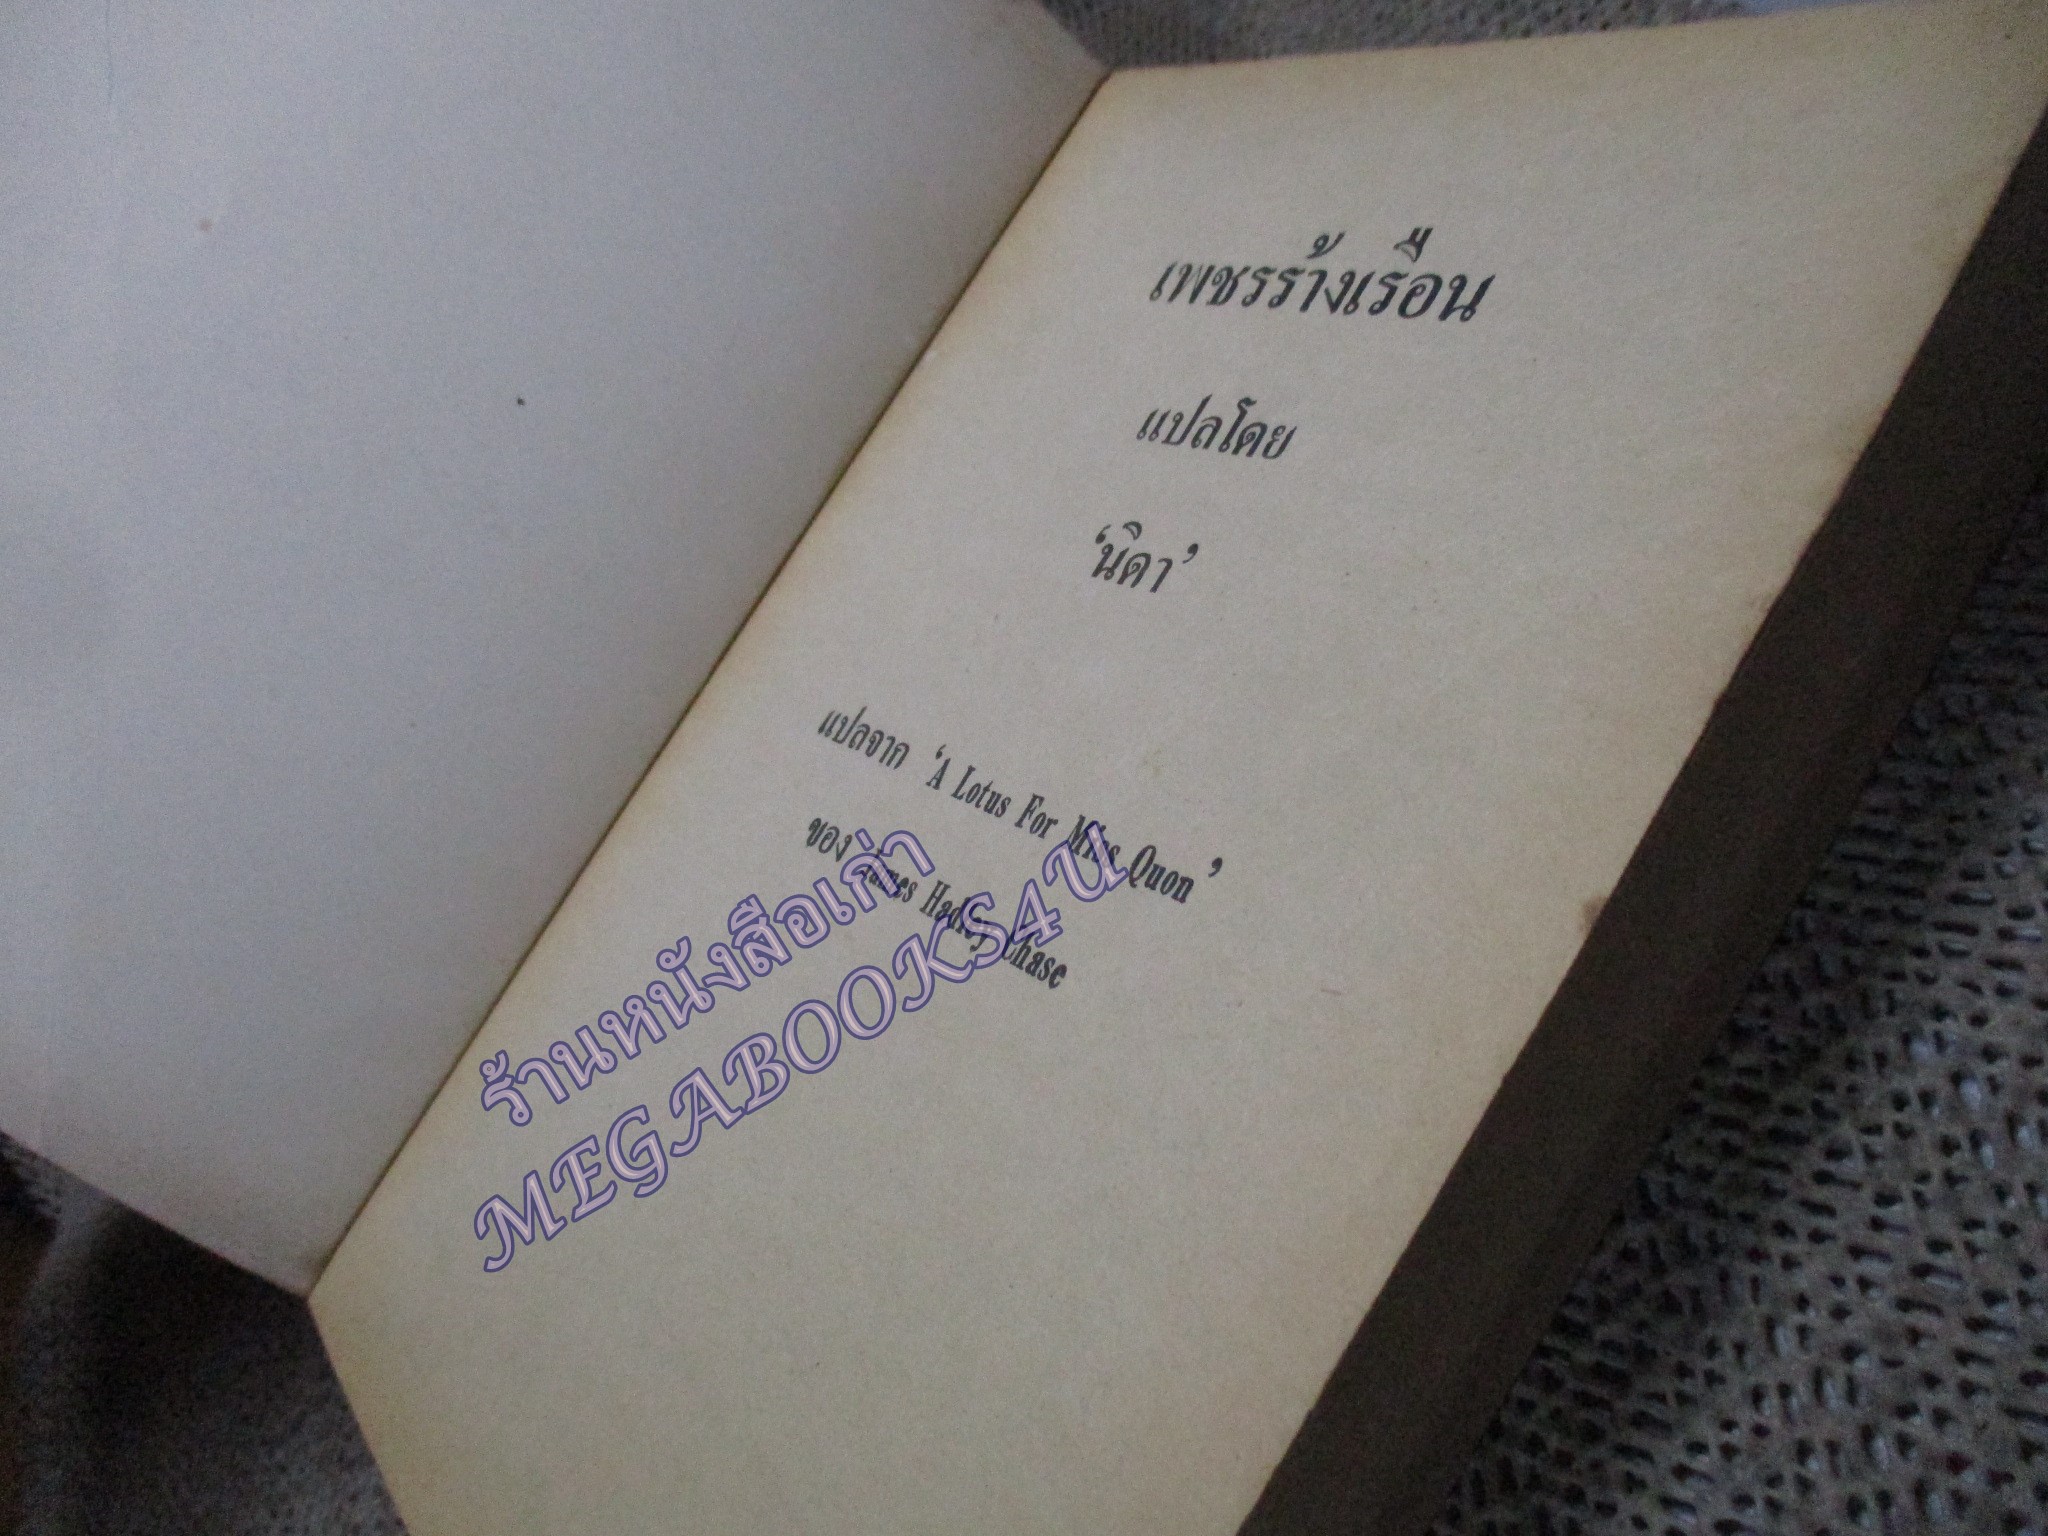 เพชรร้างเรือน
แปลโดย
‘นิดา’
แปลจาก ‘A Lotus For Miss Quon’
ของ James Hadley Chase
ร้านหนังสือเก่า
MEGABOOKS4U